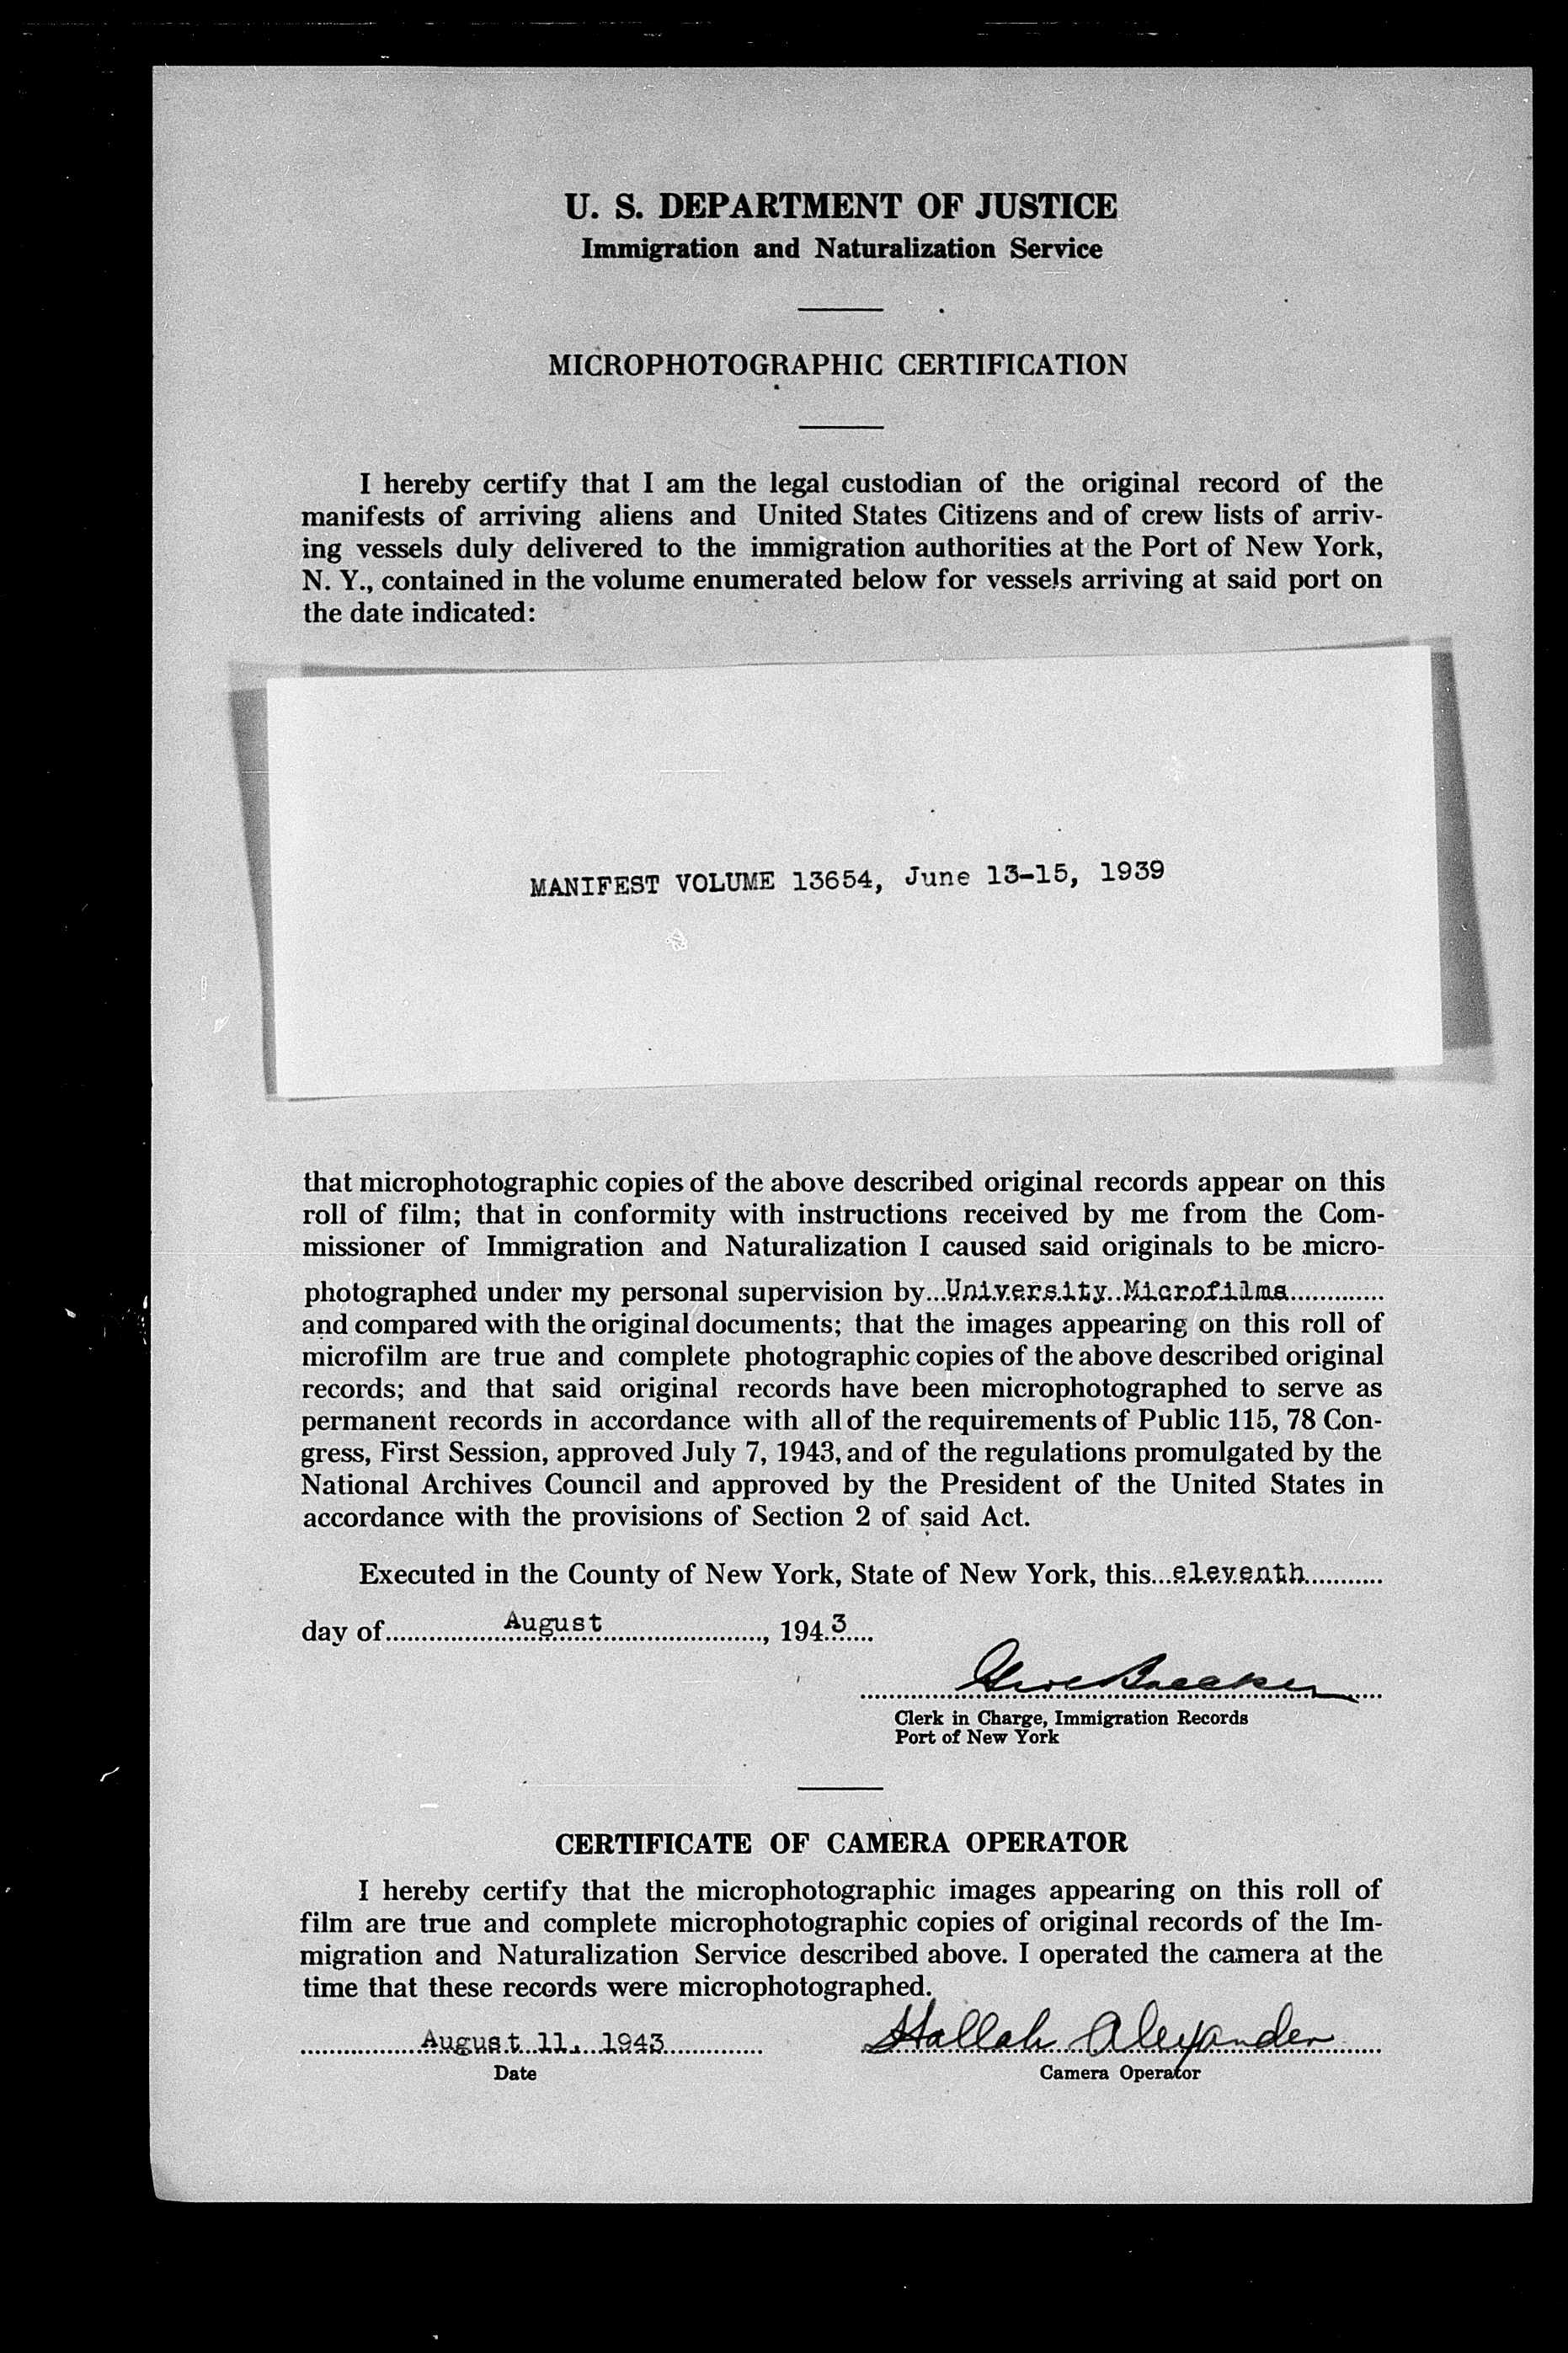 U. S. DEPARTMENT OF JUSTICE
Immigration and Naturalization Service
MICROPHOTOGRAPHIC CERTIFICATION
I hereby certify that I am the legal custodian of the original record of the
manifests of arriving aliens and United States Citizens and of crew lists of arriv-
ing vessels duly delivered to the immigration authorities at the Port of New York,
N. Y., contained in the volume enumerated below for vessels arriving at said port on
the date indicated:
MANIFEST VOLUME 13654, June 13-15, 1939
that microphotographic copies of the above described original records appear on this
roll of film; that in conformity with instructions received by me from the Com-
missioner of Immigration and Naturalization I caused said originals to be micro-
photographed under my personal supervision by...University Microfilms.............
and compared with the original documents; that the images appearing on this roll of
microfilm are true and complete photographic copies of the above described original
records; and that said original records have been microphotographed to serve as
permanent records in accordance with all of the requirements of Public 115, 78 Con-
gress, First Session, approved July 7, 1943, and of the regulations promulgated by the
National Archives Council and approved by the President of the United States in
accordance with the provisions of Section 2 of said Act.
Executed in the County of New York, State of New York, this...eleventh...........
day of................August......................, 1943....
Clerk in Charge, Immigration Records
Port of New York
CERTIFICATE OF CAMERA OPERATOR
I hereby certify that the microphotographic images appearing on this roll of
film are true and complete microphotographic copies of original records of the Im-
migration and Naturalization Service described above. I operated the camera at the
time that these records were microphotographed.
August 11, 1943 Alexander
Date Camera Operator